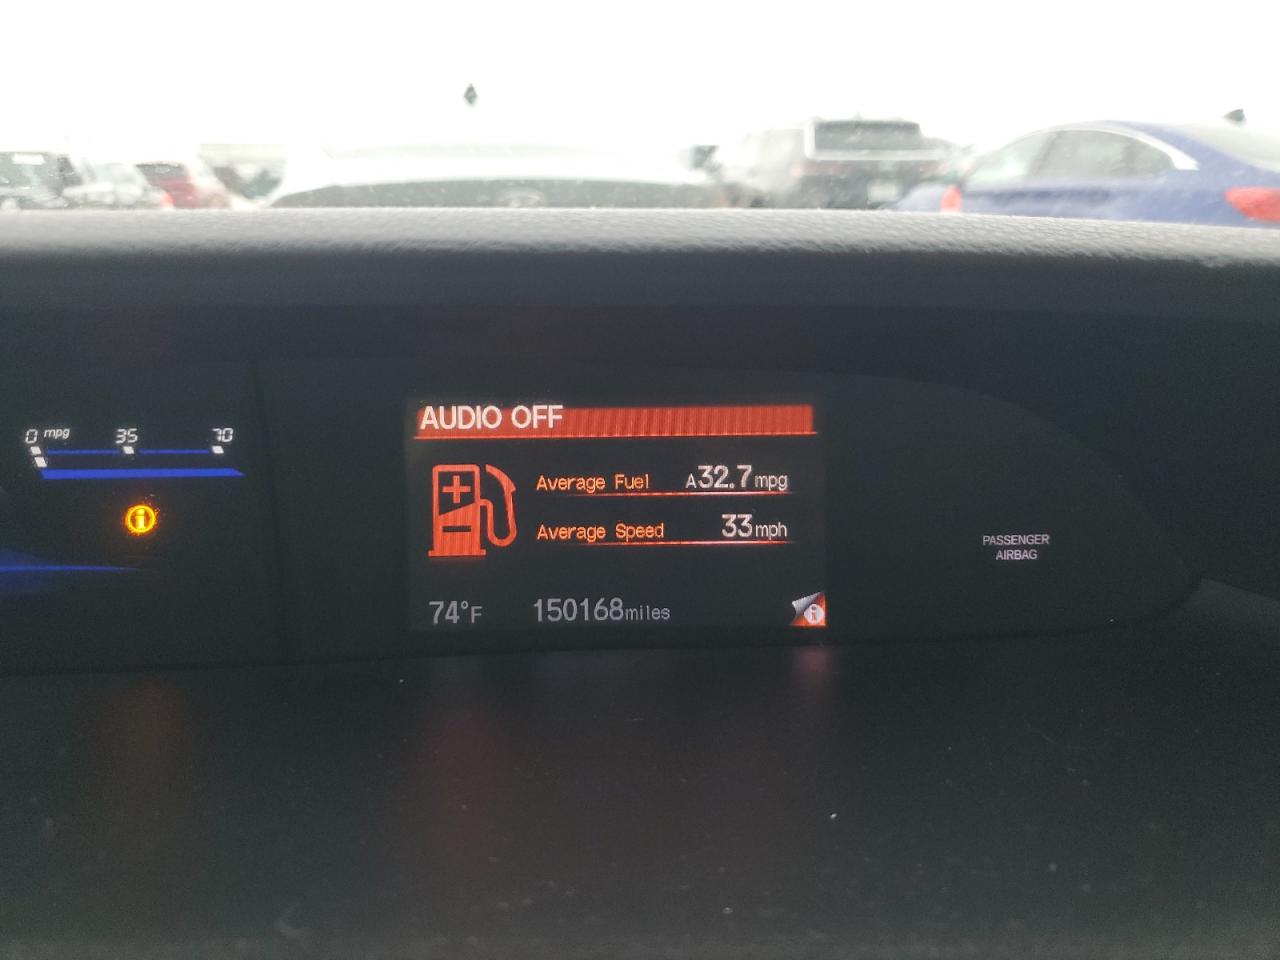 0 mpg 35 70
AUDIO OFF
Average Fuel A32.7mpg
Average Speed 33mph
74°F 150168miles
PASSENGER
AIRBAG